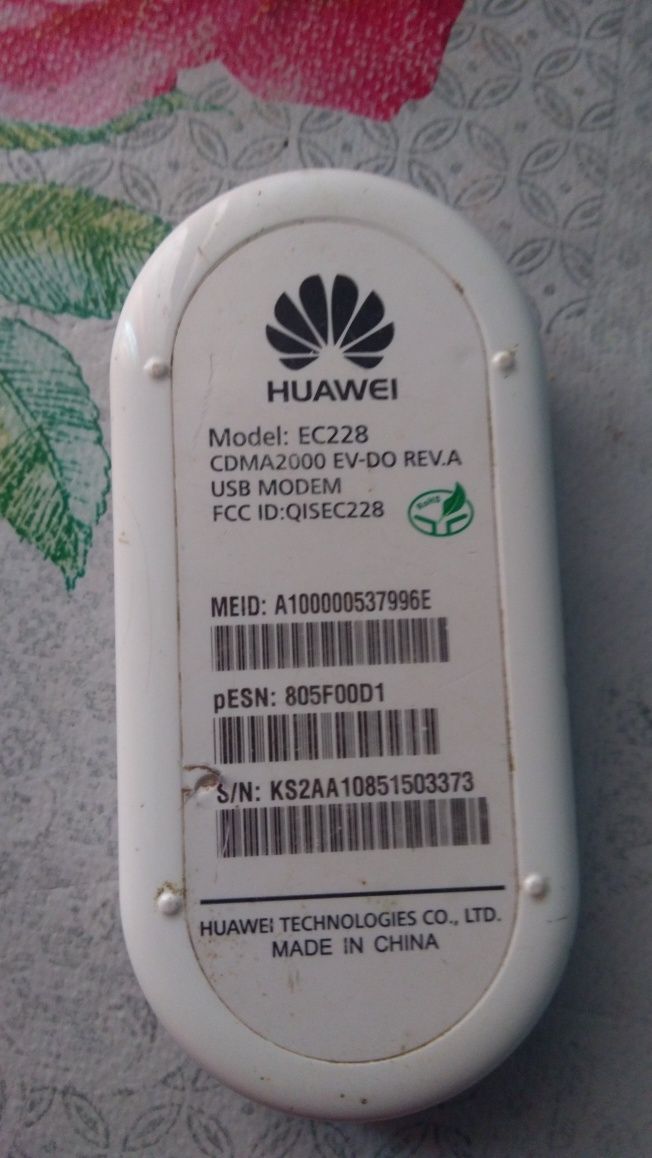 HUAWEI
Model: EC228
CDMA2000 EV-DO REV.A
USB MODEM
FCC ID:QISEC228
RoHS
MEID: A100000537996E
pESN: 805F00D1
S/N: KS2AA10851503373
HUAWEI TECHNOLOGIES CO., LTD.
MADE IN CHINA